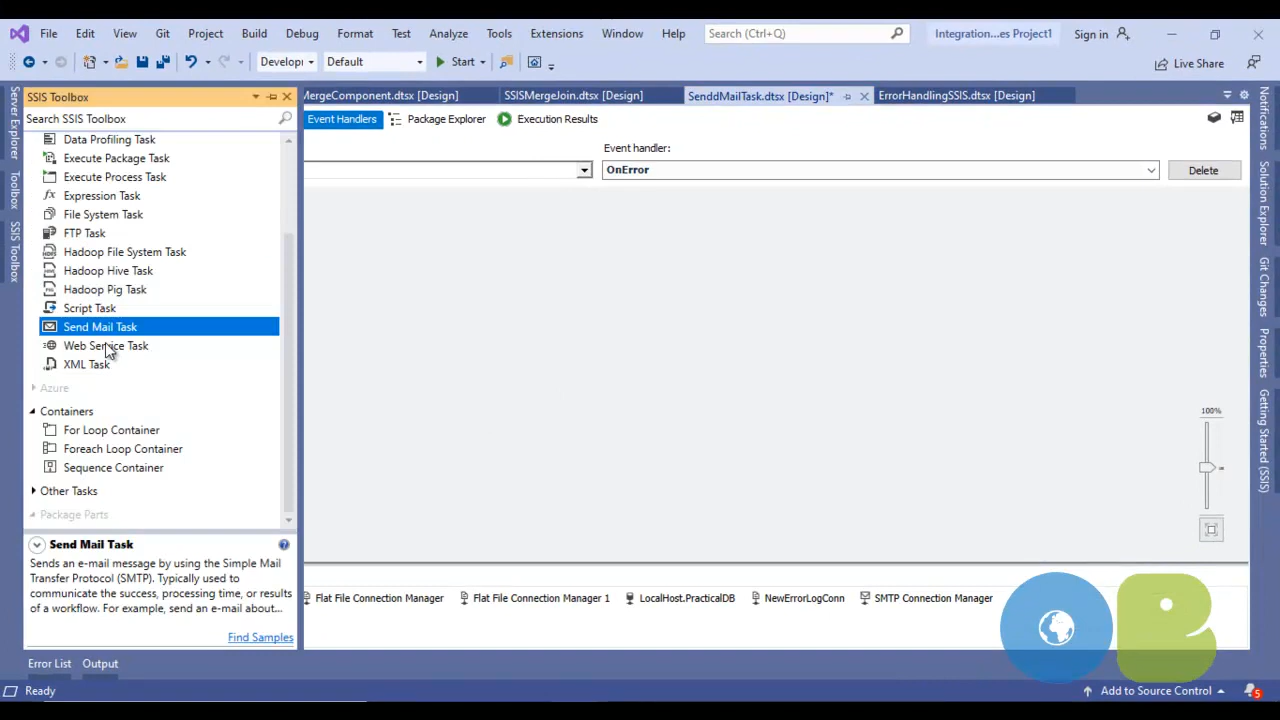 File Edit View Git Project Build Debug Format Test Analyze Tools Extensions Window Help Search (Ctrl+Q) Integration...es Project1 Sign in
Developi Default Start Live Share
SSIS Toolbox
MergeComponent.dtsx [Design] SSISMergeJoin.dtsx [Design] SenddMailTask.dtsx [Design]* ErrorHandlingSSIS.dtsx [Design]
Search SSIS Toolbox
Event Handlers Package Explorer Execution Results
Data Profiling Task
Event handler:
Execute Package Task
OnError Delete
Execute Process Task
Expression Task
File System Task
FTP Task
Hadoop File System Task
Hadoop Hive Task
Hadoop Pig Task
Script Task
Send Mail Task
Web Service Task
XML Task
Azure
Containers
For Loop Container
Foreach Loop Container
Sequence Container
Other Tasks
Package Parts
100%
Send Mail Task
Sends an e-mail message by using the Simple Mail
Transfer Protocol (SMTP). Typically used to
communicate the success, processing time, or results
of a workflow. For example, send an e-mail about...
Find Samples
Flat File Connection Manager Flat File Connection Manager 1 LocalHost.PracticalDB NewErrorLogConn SMTP Connection Manager
Server Explorer
Toolbox
SSIS Toolbox
Notifications
Solution Explorer
Git Changes
Properties
Getting Started (SSIS)
B
Error List Output
Ready Add to Source Control 5